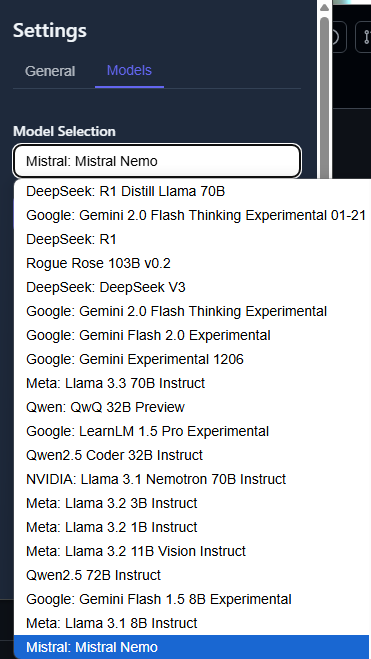 Settings
General Models
Model Selection
Mistral: Mistral Nemo
DeepSeek: R1 Distill Llama 70B
Google: Gemini 2.0 Flash Thinking Experimental 01-21
DeepSeek: R1
Rogue Rose 103B v0.2
DeepSeek: DeepSeek V3
Google: Gemini 2.0 Flash Thinking Experimental
Google: Gemini Flash 2.0 Experimental
Google: Gemini Experimental 1206
Meta: Llama 3.3 70B Instruct
Qwen: QwQ 32B Preview
Google: LearnLM 1.5 Pro Experimental
Qwen2.5 Coder 32B Instruct
NVIDIA: Llama 3.1 Nemotron 70B Instruct
Meta: Llama 3.2 3B Instruct
Meta: Llama 3.2 1B Instruct
Meta: Llama 3.2 11B Vision Instruct
Qwen2.5 72B Instruct
Google: Gemini Flash 1.5 8B Experimental
Meta: Llama 3.1 8B Instruct
Mistral: Mistral Nemo